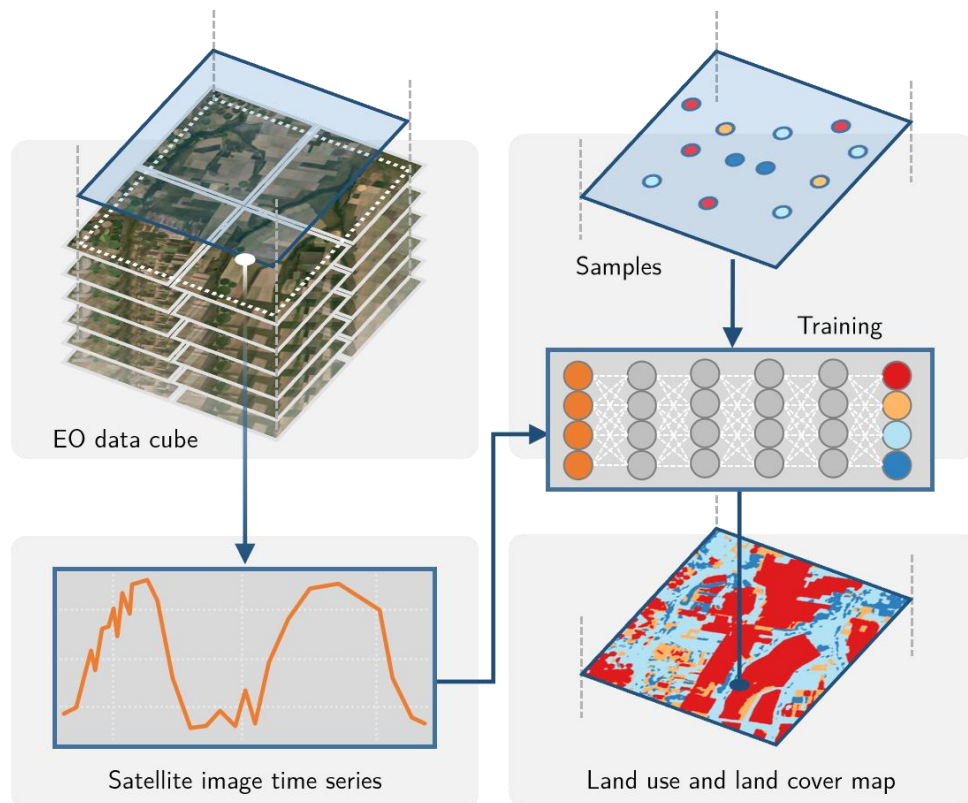 Samples
Training
EO data cube
Satellite image time series
Land use and land cover map